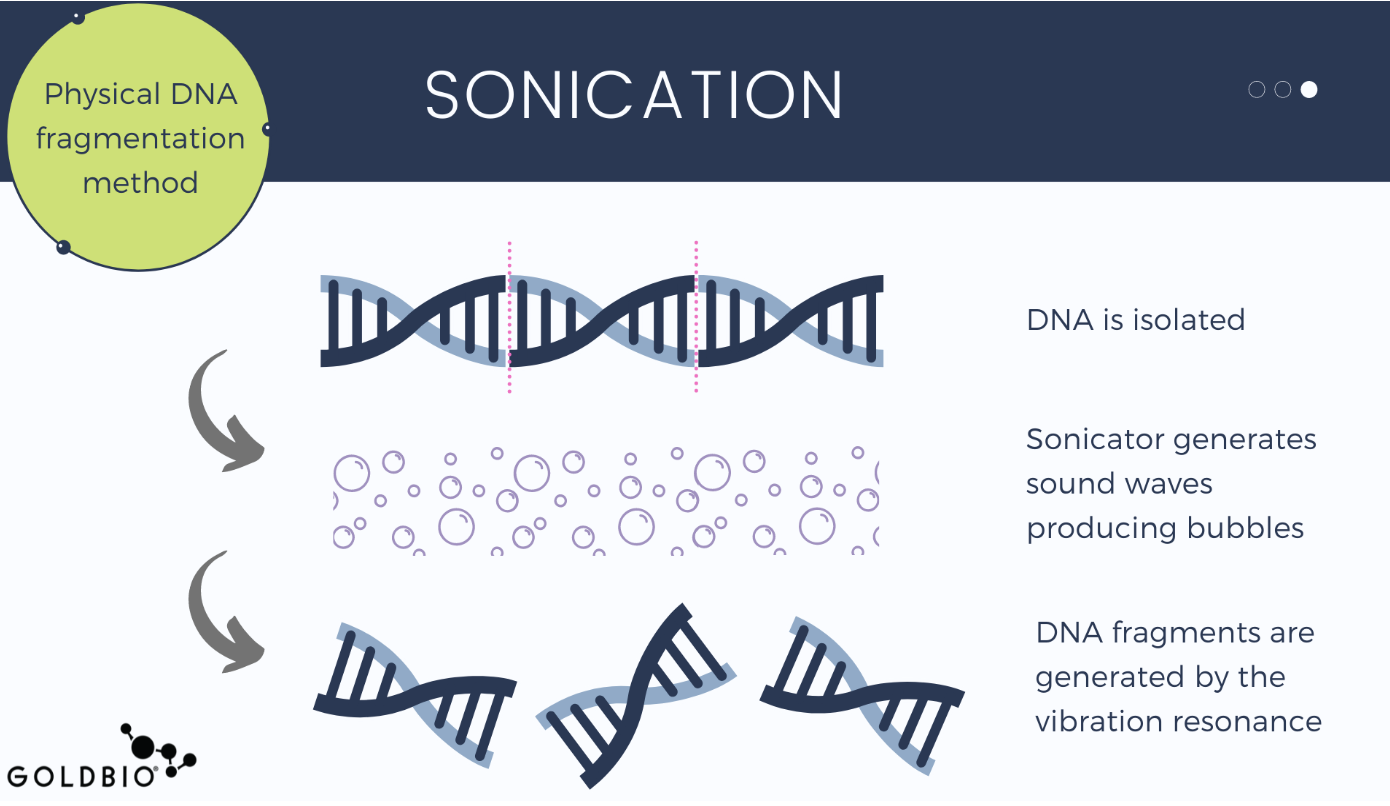 Physical DNA
fragmentation
method
SONICATION
DNA is isolated
Sonicator generates
sound waves
producing bubbles
DNA fragments are
generated by the
vibration resonance
GOLDBIO®